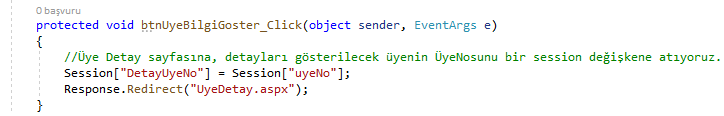 0 başvuru
protected void btnUyeBilgiGoster_Click(object sender, EventArgs e)
{
//Üye Detay sayfasına, detayları gösterilecek üyenin ÜyeNosunu bir session değişkene atıyoruz.
Session["DetayUyeNo"] = Session["uyeNo"];
Response.Redirect("UyeDetay.aspx");
}